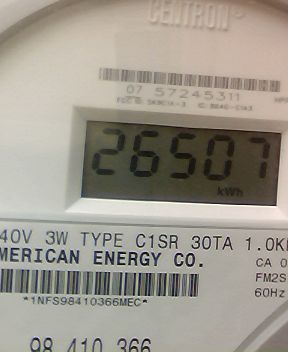 CENTRON
07 57245311
26507
kWh
40V 3W TYPE C1SR 30TA 1.0K
MERICAN ENERGY CO.
CA 0
FM2S
60Hz
*1NFS98410366MEC*
98 410 366